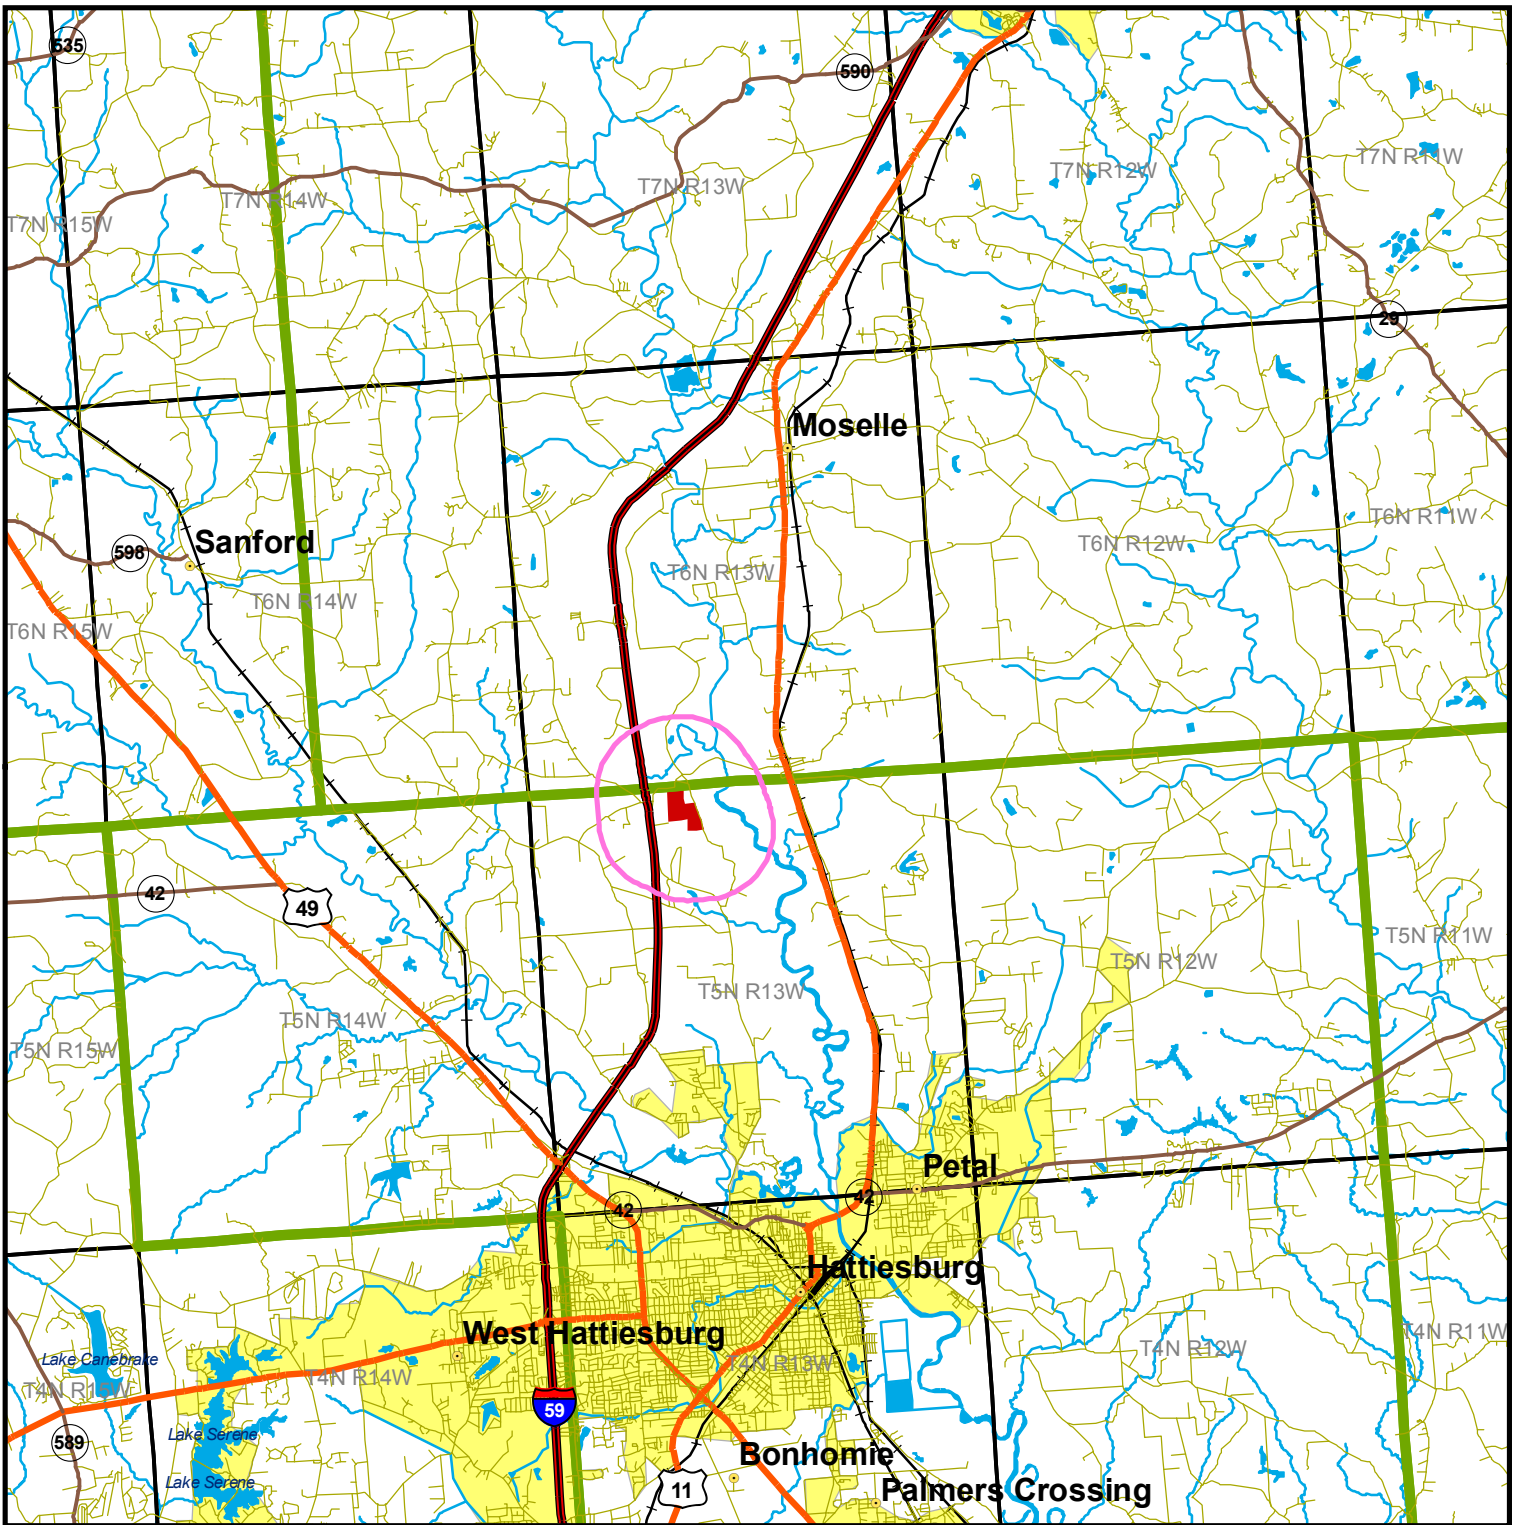 535
590
T7N R13W
T7N R12W
T7N R11W
T7N R14W
T7N R15W
29
Moselle
Sanford
598
T6N R11W
T6N R12W
T6N R13W
T6N R14W
T6N R15W
42
49
T5N R11W
T5N R12W
T5N R13W
T5N R14W
T5N R15W
Petal
42
42
Hattiesburg
West Hattiesburg
T4N R11W
T4N R12W
Lake Canebrake
T4N R13W
T4N R14W
T4N R15W
59
Lake Serene
589
Bonhomie
Lake Serene
11
Palmers Crossing